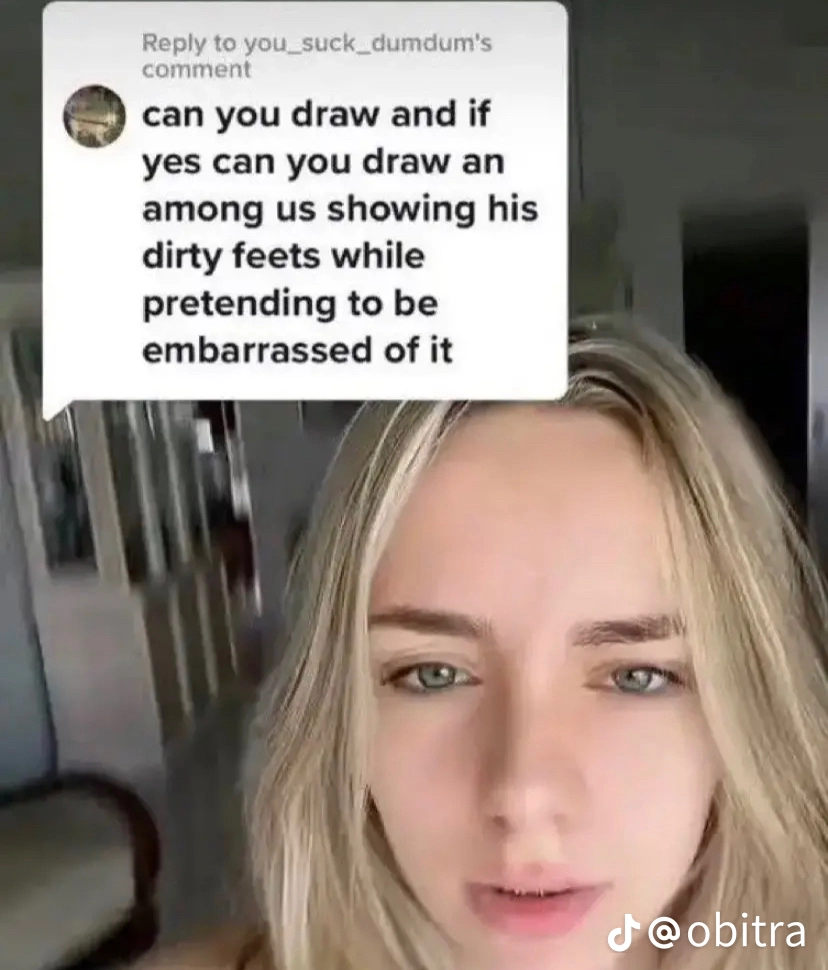 Reply to you_suck_dumdum's
comment
can you draw and if
yes can you draw an
among us showing his
dirty feets while
pretending to be
embarrassed of it
@obitra